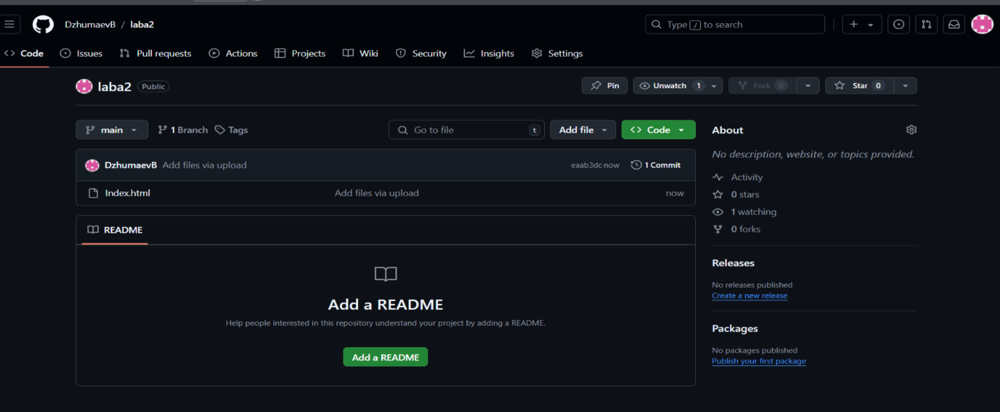 DzhumaevB / laba2 Type / to search
Code Issues Pull requests Actions Projects Wiki Security Insights Settings
laba2 Public Pin Unwatch 1 Fork 0 Star 0
main 1 Branch Tags Go to file t Add file Code About
No description, website, or topics provided.
DzhumaevB Add files via upload eaab3dc·now 1 Commit
Index.html Add files via upload now
Activity
0 stars
1 watching
0 forks
README
Add a README
Help people interested in this repository understand your project by adding a README.
Add a README
Releases
No releases published
Create a new release
Packages
No packages published
Publish your first package